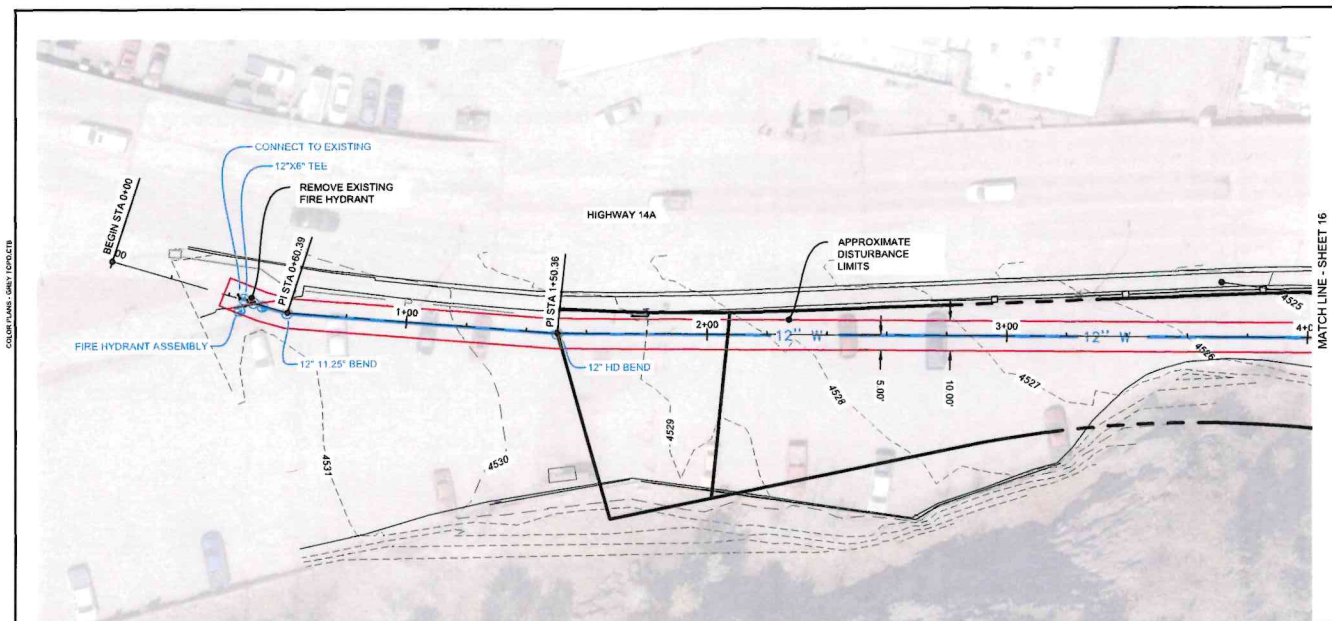 COLOR PLANS - GREY TOPO.CTB
CONNECT TO EXISTING
12"X6" TEE
REMOVE EXISTING
FIRE HYDRANT
BEGIN STA 0+00
PI STA 0+60.39
HIGHWAY 14A
PI STA 1+50.36
APPROXIMATE
DISTURBANCE
LIMITS
4525
MATCH LINE - SHEET 16
1+00
2+00
12" W
3+00
12" W
4+0
4526
FIRE HYDRANT ASSEMBLY
12" 11.25° BEND
12" HD BEND
5.00'
10.00'
4527
4528
4529
4530
4531